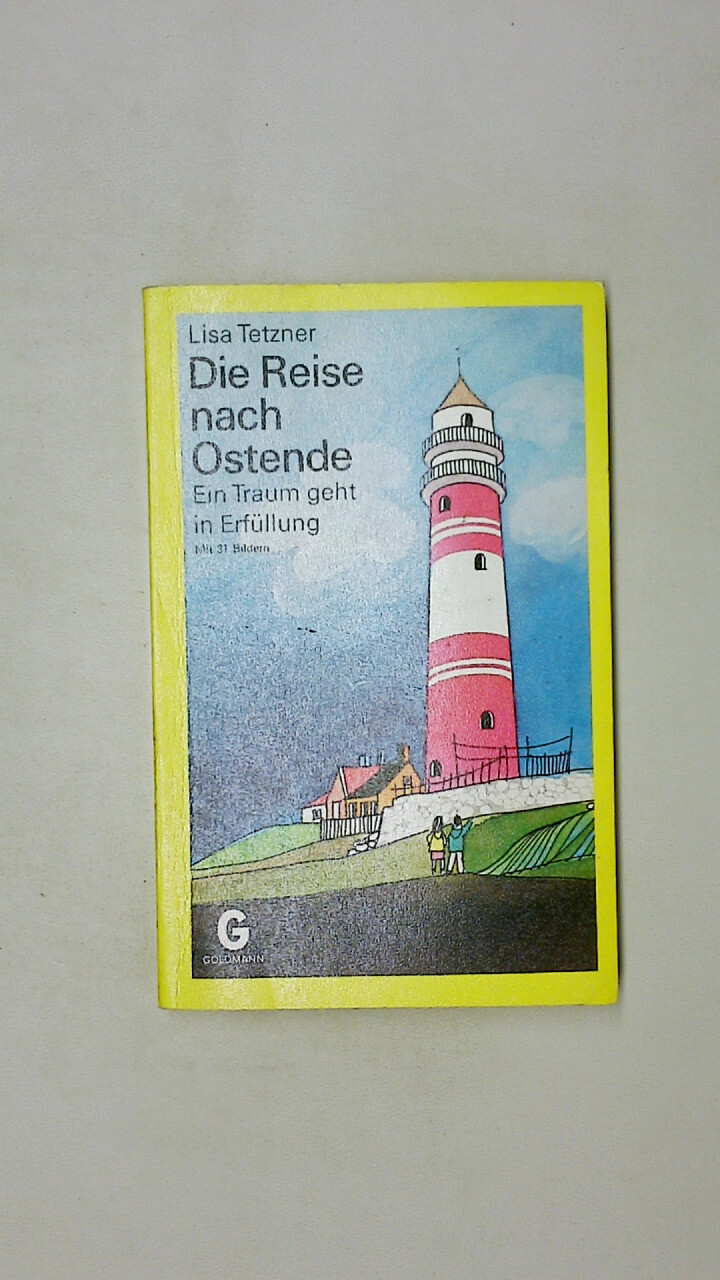 Lisa Tetzner
Die Reise
nach
Ostende
Ein Traum geht
in Erfüllung
Mit 31 Bildern
G
GOLDMANN